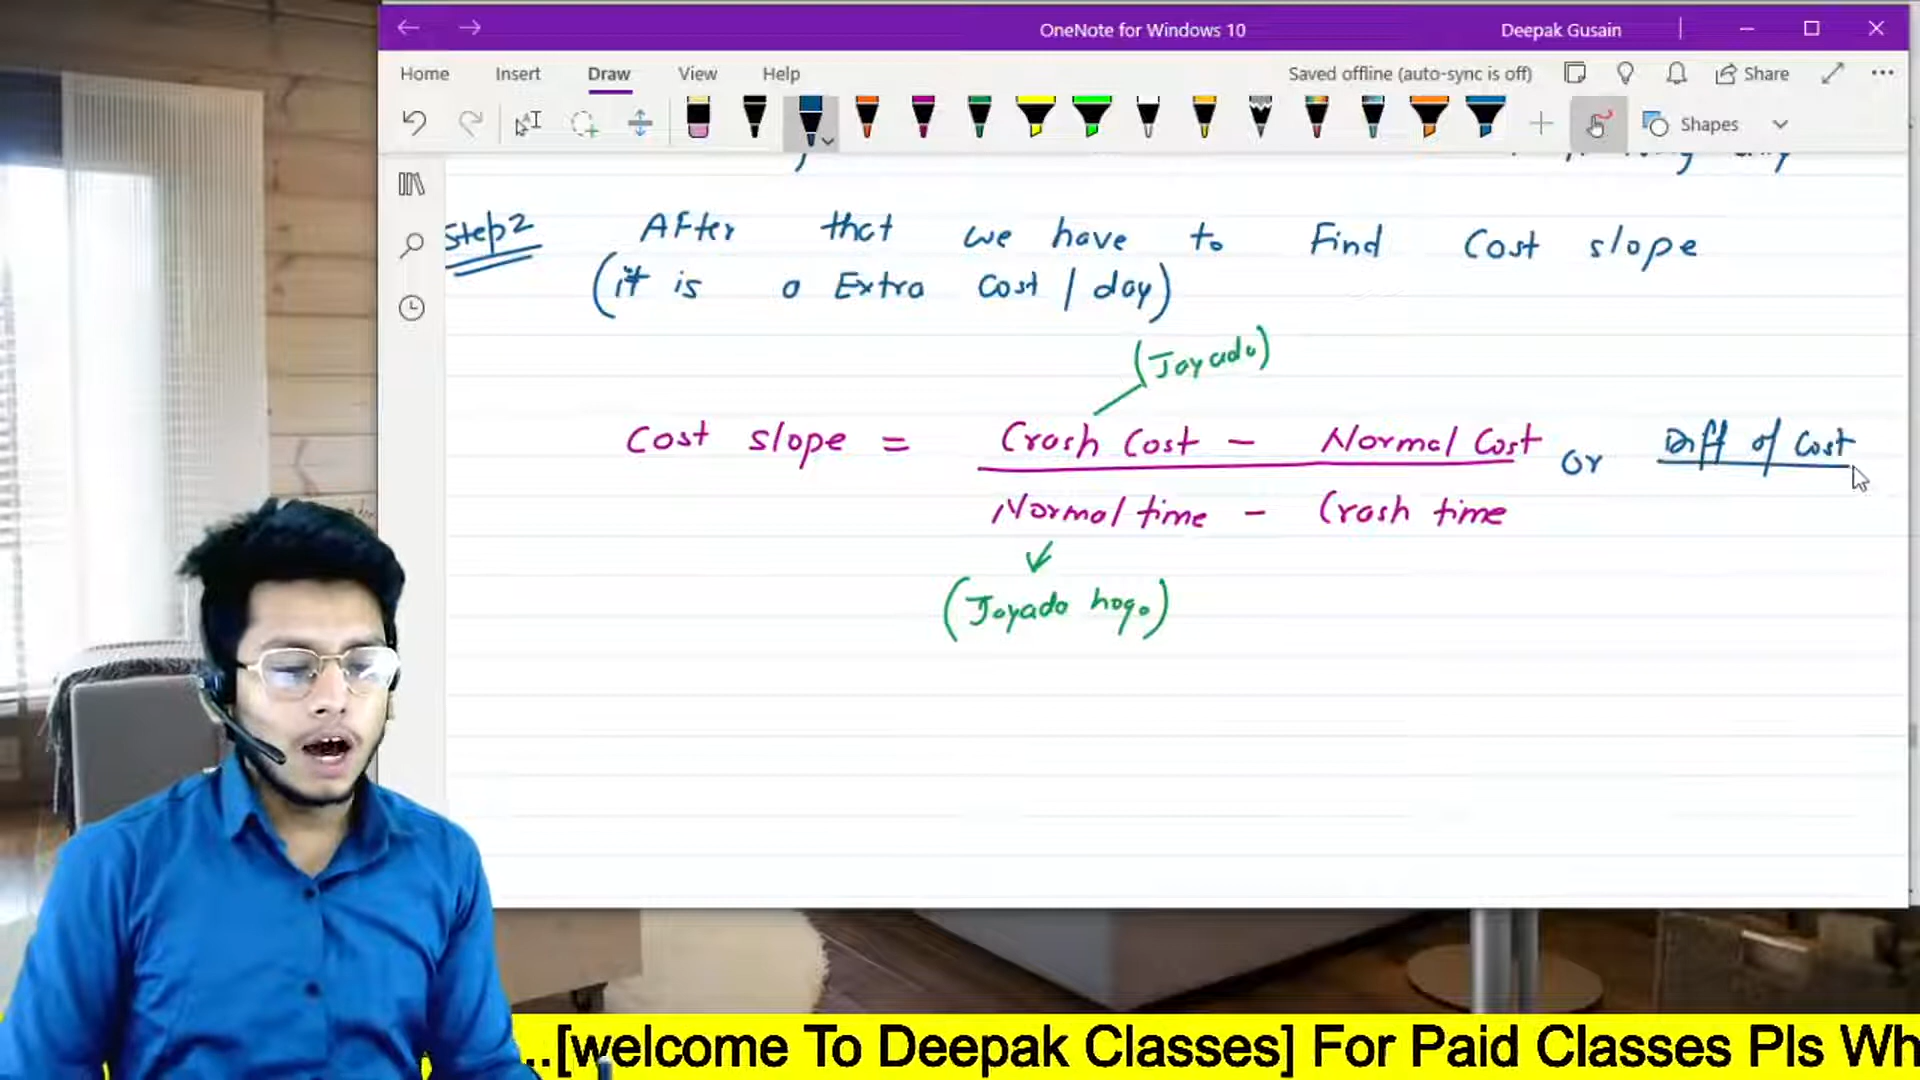 OneNote for Windows 10
Deepak Gusain
Home Insert Draw View Help
Saved offline (auto-sync is off) Share
Shapes
Step 2 After that we have to Find Cost slope
(it is a Extra Cost / day)
(Jayada)
Cost slope = Crash Cost - Normal Cost or Diff of Cost
Normal time - Crash time
(Jayada hoga)
..[welcome To Deepak Classes] For Paid Classes Pls Wh